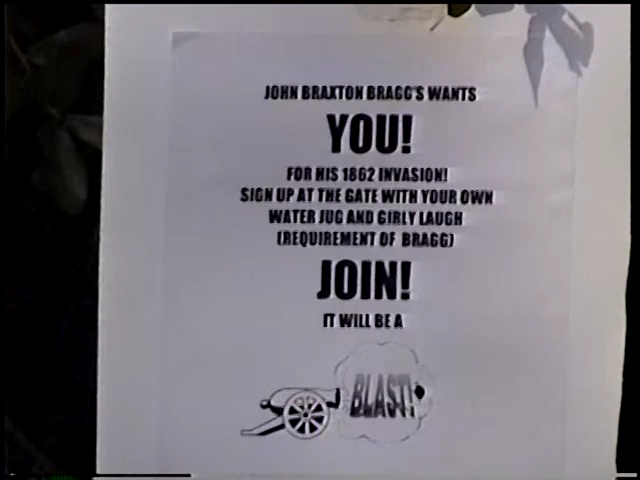 JOHN BRAXTON BRAGG'S WANTS
YOU!
FOR HIS 1862 INVASION!
SIGN UP AT THE GATE WITH YOUR OWN
WATER JUG AND GIRLY LAUGH
(REQUIREMENT OF BRAGG)
JOIN!
IT WILL BE A
BLAST!